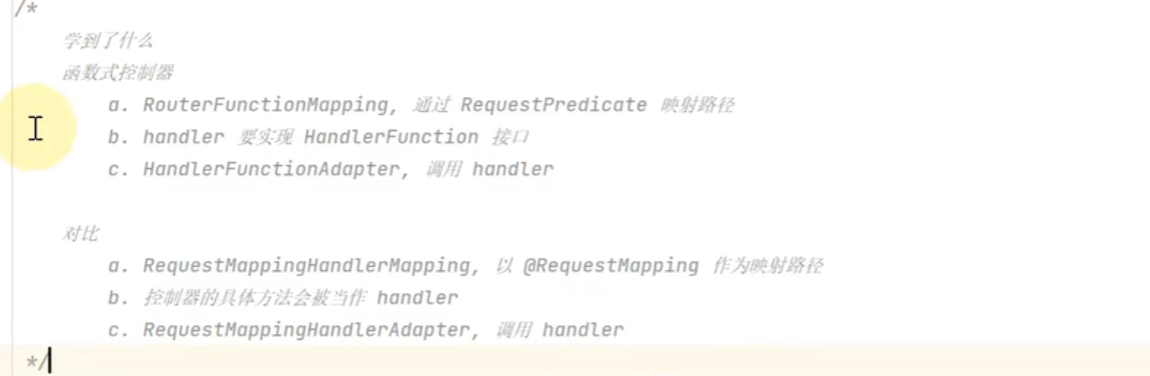 /*
学到了什么
函数式控制器
a. RouterFunctionMapping, 通过 RequestPredicate 映射路径
b. handler 要实现 HandlerFunction 接口
c. HandlerFunctionAdapter, 调用 handler
对比
a. RequestMappingHandlerMapping, 以 @RequestMapping 作为映射路径
b. 控制器的具体方法会被当作 handler
c. RequestMappingHandlerAdapter, 调用 handler
*/